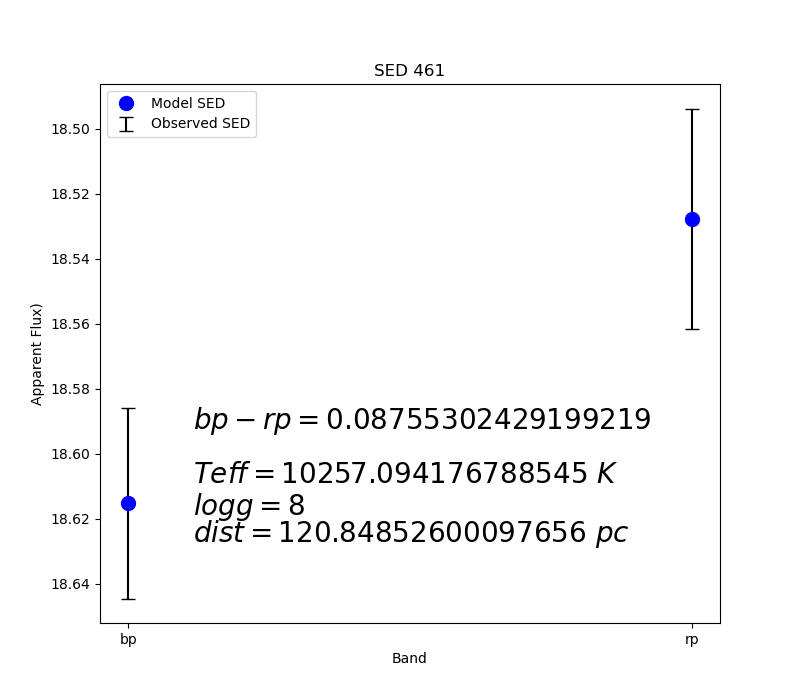 SED 461
Model SED
Observed SED
18.50
18.52
18.54
18.56
18.58
18.60
18.62
18.64
Apparent Flux)
bp − rp = 0.08755302429199219
Teff = 10257.094176788545 K
logg = 8
dist = 120.84852600097656 pc
bp
rp
Band